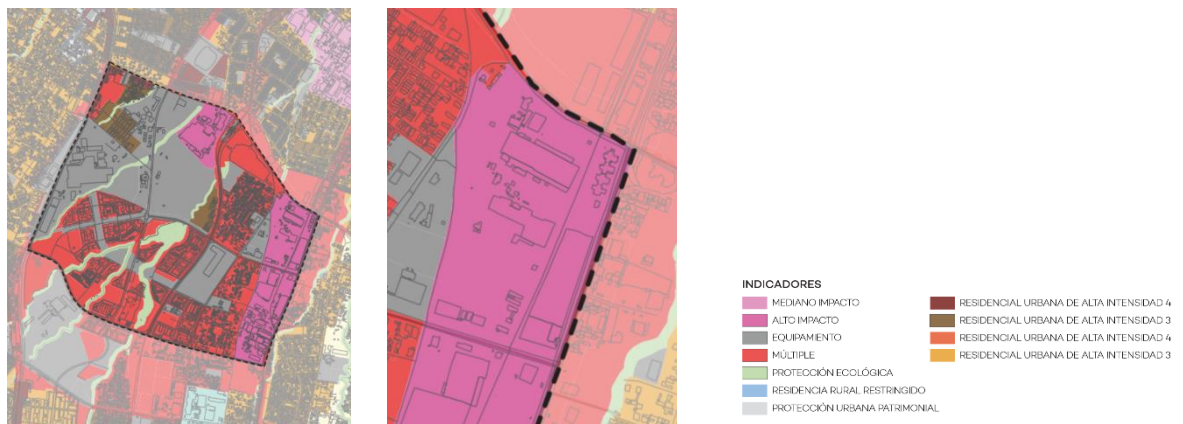 INDICADORES
MEDIANO IMPACTO
ALTO IMPACTO
EQUIPAMIENTO
MÚLTIPLE
PROTECCIÓN ECOLÓGICA
RESIDENCIA RURAL RESTRINGIDO
PROTECCIÓN URBANA PATRIMONIAL
RESIDENCIAL URBANA DE ALTA INTENSIDAD 4
RESIDENCIAL URBANA DE ALTA INTENSIDAD 3
RESIDENCIAL URBANA DE ALTA INTENSIDAD 4
RESIDENCIAL URBANA DE ALTA INTENSIDAD 3